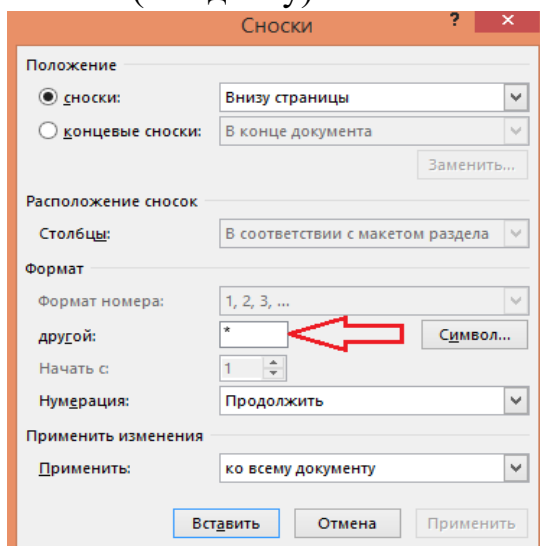 Сноски ? ×
Положение
сноски: Внизу страницы
концевые сноски: В конце документа
Заменить...
Расположение сносок
Столбцы: В соответствии с макетом раздела
Формат
Формат номера: 1, 2, 3, ...
другой: * Символ...
Начать с: 1
Нумерация: Продолжить
Применить изменения
Применить: ко всему документу
Вставить Отмена Применить